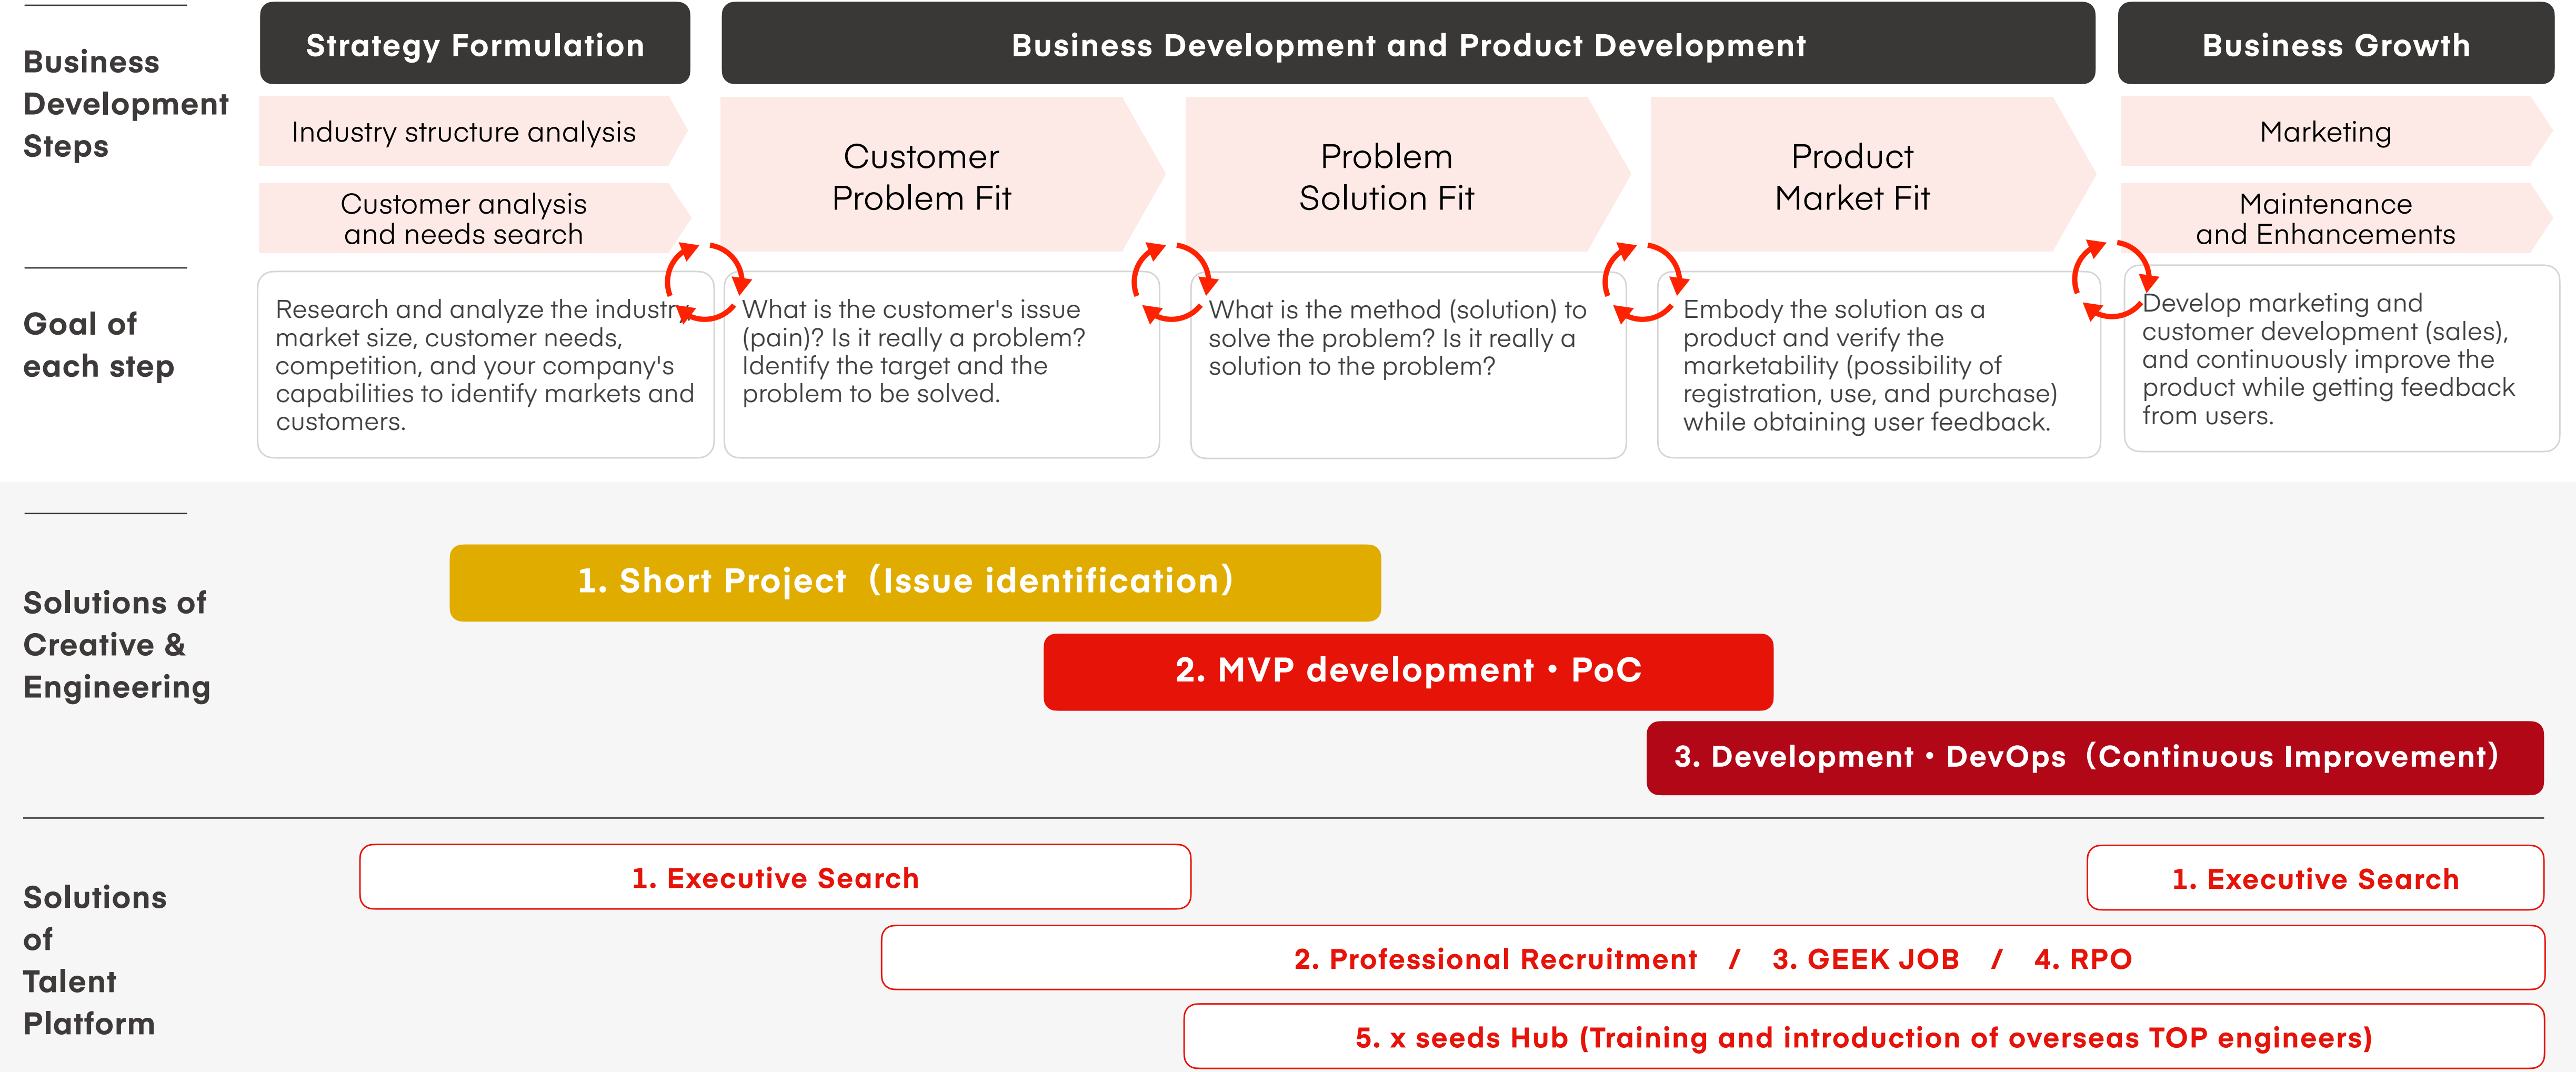 Business
Development
Steps
Strategy Formulation
Business Development and Product Development
Business Growth
Industry structure analysis
Customer analysis
and needs search
Customer
Problem Fit
Problem
Solution Fit
Product
Market Fit
Marketing
Maintenance
and Enhancements
Goal of
each step
Research and analyze the industry,
market size, customer needs,
competition, and your company's
capabilities to identify markets and
customers.
What is the customer's issue
(pain)? Is it really a problem?
Identify the target and the
problem to be solved.
What is the method (solution) to
solve the problem? Is it really a
solution to the problem?
Embody the solution as a
product and verify the
marketability (possibility of
registration, use, and purchase)
while obtaining user feedback.
Develop marketing and
customer development (sales),
and continuously improve the
product while getting feedback
from users.
Solutions of
Creative &
Engineering
1. Short Project（Issue identification）
2. MVP development・PoC
3. Development・DevOps（Continuous Improvement）
Solutions
of
Talent
Platform
1. Executive Search
1. Executive Search
2. Professional Recruitment / 3. GEEK JOB / 4. RPO
5. x seeds Hub (Training and introduction of overseas TOP engineers)